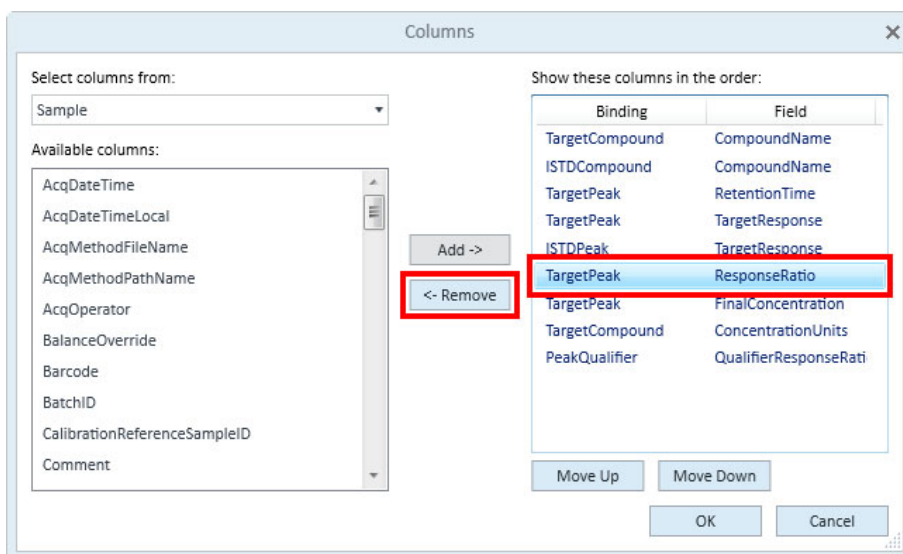 Columns
Select columns from:
Sample
Available columns:
AcqDateTime
AcqDateTimeLocal
AcqMethodFileName
AcqMethodPathName
AcqOperator
BalanceOverride
Barcode
BatchID
CalibrationReferenceSampleID
Comment
Add ->
<- Remove
Show these columns in the order:
Binding Field
TargetCompound CompoundName
ISTDCompound CompoundName
TargetPeak RetentionTime
TargetPeak TargetResponse
ISTDPeak TargetResponse
TargetPeak ResponseRatio
TargetPeak FinalConcentration
TargetCompound ConcentrationUnits
PeakQualifier QualifierResponseRati
Move Up Move Down
OK Cancel